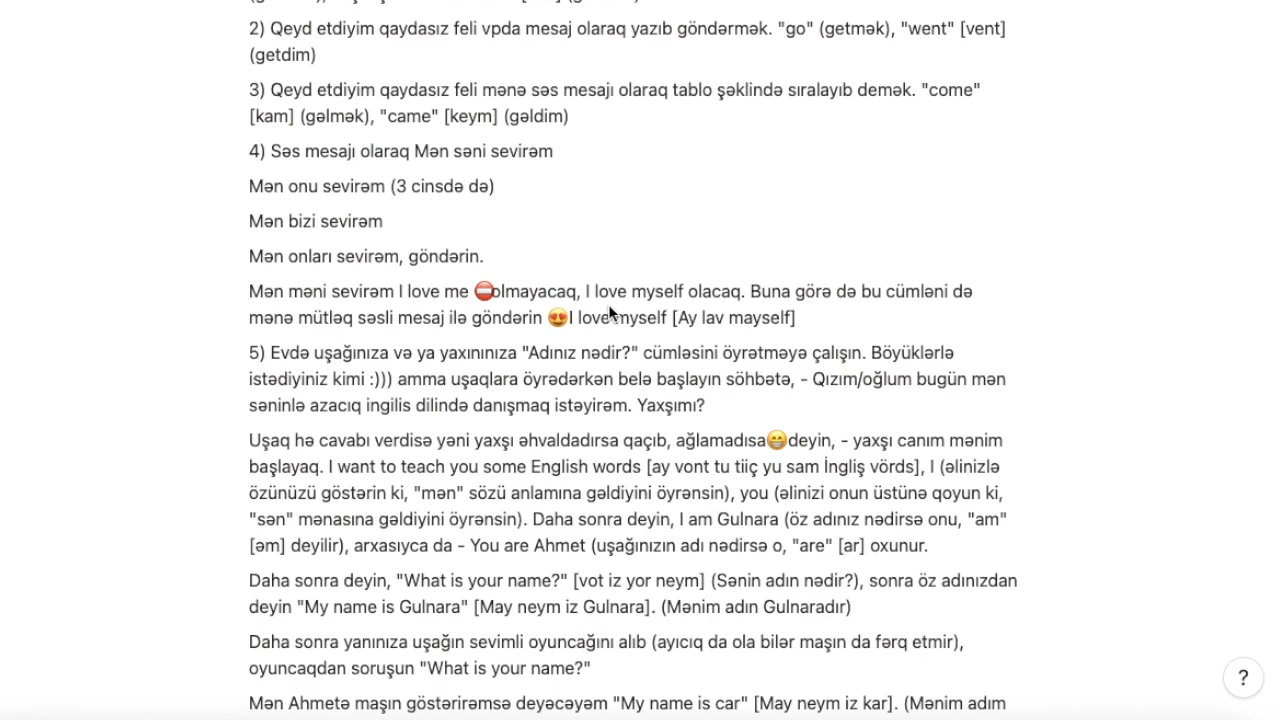 2) Qeyd etdiyim qaydasız feli vpda mesaj olaraq yazıb göndərmək. "go" (getmək), "went" [vent]
(getdim)
3) Qeyd etdiyim qaydasız feli mənə səs mesajı olaraq tablo şəklində sıralayıb demək. "come"
[kam] (gəlmək), "came" [keym] (gəldim)
4) Səs mesajı olaraq Mən səni sevirəm
Mən onu sevirəm (3 cinsdə də)
Mən bizi sevirəm
Mən onları sevirəm, göndərin.
Mən məni sevirəm I love me ⛔olmayacaq, I love myself olacaq. Buna görə də bu cümləni də
mənə mütləq səsli mesaj ilə göndərin 😍I love myself [Ay lav mayself]
5) Evdə uşağınıza və ya yaxınınıza "Adınız nədir?" cümləsini öyrətməyə çalışın. Böyüklərlə
istədiyiniz kimi :))) amma uşaqlara öyrədərkən belə başlayın söhbətə, - Qızım/oğlum bugün mən
səninlə azacıq ingilis dilində danışmaq istəyirəm. Yaxşımı?
Uşaq hə cavabı verdisə yəni yaxşı əhvaldadırsa qaçıb, ağlamadısa😁deyin, - yaxşı canım mənim
başlayaq. I want to teach you some English words [ay vont tu tiiç yu sam İngliş vörds], I (əlinizlə
özünüzü göstərin ki, "mən" sözü anlamına gəldiyini öyrənsin), you (əlinizi onun üstünə qoyun ki,
"sən" mənasına gəldiyini öyrənsin). Daha sonra deyin, I am Gulnara (öz adınız nədirsə onu, "am"
[əm] deyilir), arxasıyca da - You are Ahmet (uşağınızın adı nədirsə o, "are" [ar] oxunur.
Daha sonra deyin, "What is your name?" [vot iz yor neym] (Sənin adın nədir?), sonra öz adınızdan
deyin "My name is Gulnara" [May neym iz Gulnara]. (Mənim adın Gulnaradır)
Daha sonra yanınıza uşağın sevimli oyuncağını alıb (ayıcıq da ola bilər maşın da fərq etmir),
oyuncaqdan soruşun "What is your name?"
Mən Ahmetə maşın göstərirəmsə deyəcəyəm "My name is car" [May neym iz kar]. (Mənim adım
?